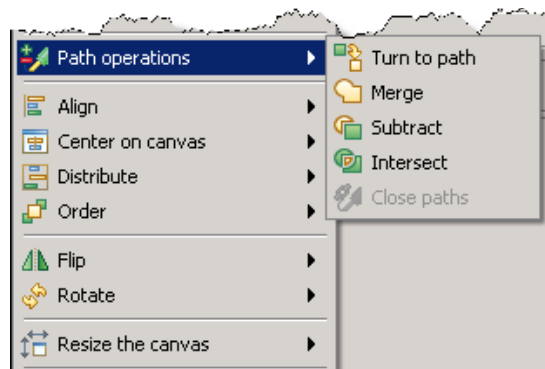 Path operations
Align
Center on canvas
Distribute
Order
Flip
Rotate
Resize the canvas
Turn to path
Merge
Subtract
Intersect
Close paths